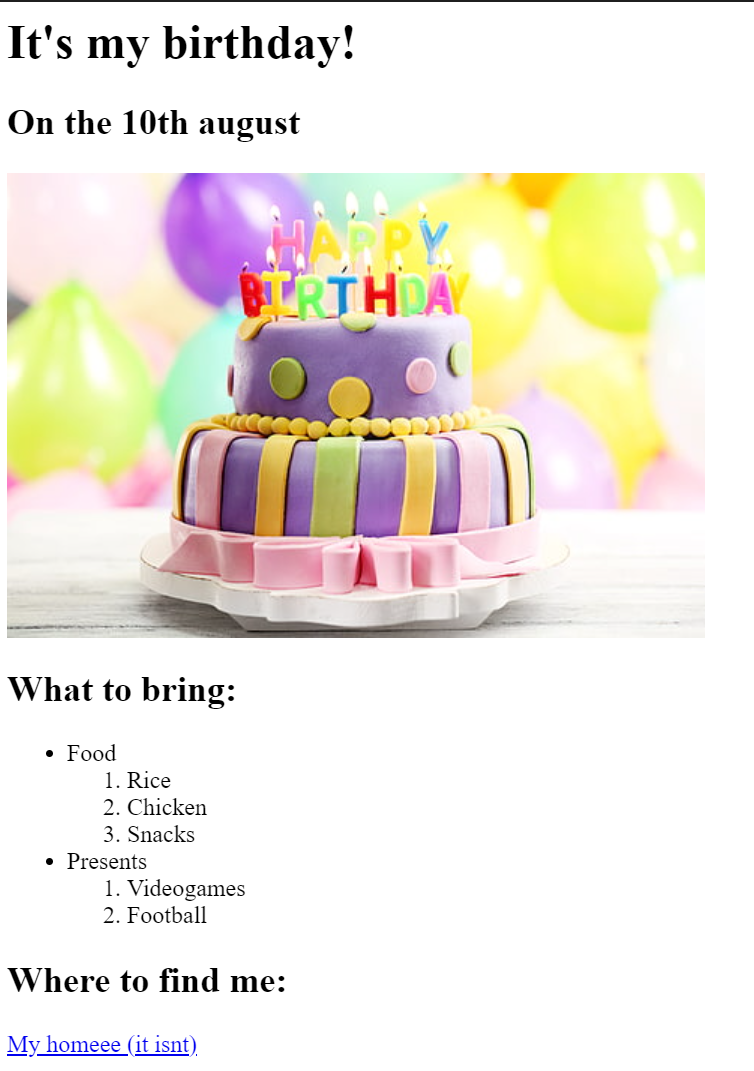 It's my birthday!
On the 10th august
HAPPY
BIRTHDAY
What to bring:
• Food
1. Rice
2. Chicken
3. Snacks
• Presents
1. Videogames
2. Football
Where to find me:
My homeee (it isnt)